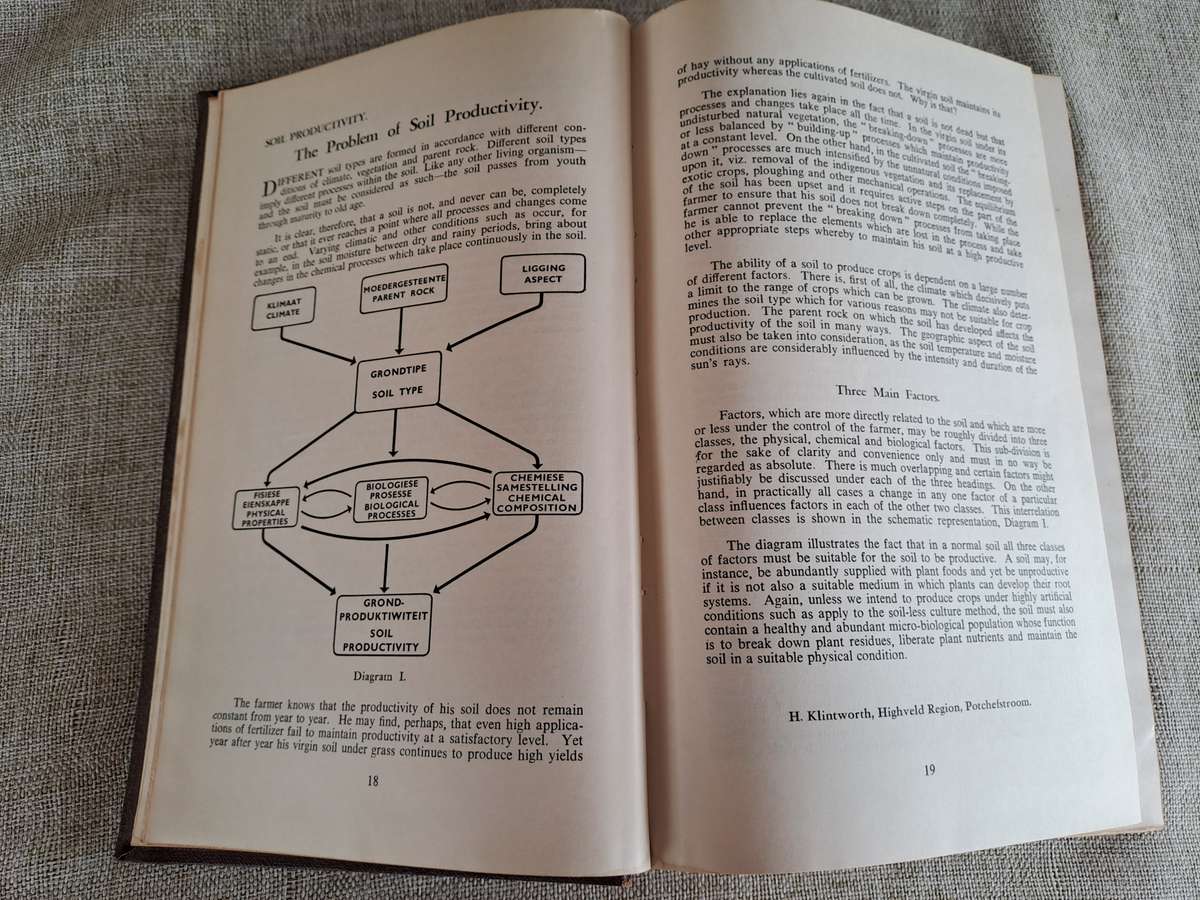 SOIL PRODUCTIVITY.
The Problem of Soil Productivity.
DIFFERENT soil types are formed in accordance with different con-
ditions of climate, vegetation and parent rock. Different soil types
imply different processes within the soil. Like any other living organism—
and the soil must be considered as such—the soil passes from youth
through maturity to old age.
It is clear, therefore, that a soil is not, and never can be, completely
static, or that it ever reaches a point where all processes and changes come
to an end. Varying climatic and other conditions such as occur, for
example, in the soil moisture between dry and rainy periods, bring about
changes in the chemical processes which take place continuously in the soil.
KLIMAAT
CLIMATE
MOEDERGESTEENTE
PARENT ROCK
LIGGING
ASPECT
GRONDTIPE
SOIL TYPE
FISIESE
EIENSKAPPE
PHYSICAL
PROPERTIES
BIOLOGIESE
PROSESSE
BIOLOGICAL
PROCESSES
CHEMIESE
SAMESTELLING
CHEMICAL
COMPOSITION
GROND-
PRODUKTIWITEIT
SOIL
PRODUCTIVITY
Diagram I.
The farmer knows that the productivity of his soil does not remain
constant from year to year. He may find, perhaps, that even high applica-
tions of fertilizer fail to maintain productivity at a satisfactory level. Yet
year after year his virgin soil under grass continues to produce high yields
18
of hay without any applications of fertilizers. The virgin soil maintains its
productivity whereas the cultivated soil does not. Why is that?
The explanation lies again in the fact that a soil is not dead but that
processes and changes take place all the time. In the virgin soil under its
undisturbed natural vegetation, the "breaking-down" processes are more
or less balanced by "building-up" processes which maintain productivity
at a constant level. On the other hand, in the cultivated soil the "breaking
down" processes are much intensified by the unnatural conditions imposed
upon it, viz. removal of the indigenous vegetation and its replacement by
exotic crops, ploughing and other mechanical operations. The equilibrium
of the soil has been upset and it requires active steps on the part of the
farmer to ensure that his soil does not break down completely. While the
farmer cannot prevent the "breaking down" processes from taking place
he is able to replace the elements which are lost in the process and take
other appropriate steps whereby to maintain his soil at a high productive
level.
The ability of a soil to produce crops is dependent on a large number
of different factors. There is, first of all, the climate which decisively puts
a limit to the range of crops which can be grown. The climate also deter-
mines the soil type which for various reasons may not be suitable for crop
production. The parent rock on which the soil has developed affects the
productivity of the soil in many ways. The geographic aspect of the soil
must also be taken into consideration, as the soil temperature and moisture
conditions are considerably influenced by the intensity and duration of the
sun's rays.
Three Main Factors.
Factors, which are more directly related to the soil and which are more
or less under the control of the farmer, may be roughly divided into three
classes, the physical, chemical and biological factors. This sub-division is
for the sake of clarity and convenience only and must in no way be
regarded as absolute. There is much overlapping and certain factors might
justifiably be discussed under each of the three headings. On the other
hand, in practically all cases a change in any one factor of a particular
class influences factors in each of the other two classes. This interrelation
between classes is shown in the schematic representation, Diagram I.
The diagram illustrates the fact that in a normal soil all three classes
of factors must be suitable for the soil to be productive. A soil may, for
instance, be abundantly supplied with plant foods and yet be unproductive
if it is not also a suitable medium in which plants can develop their root
systems. Again, unless we intend to produce crops under highly artificial
conditions such as apply to the soil-less culture method, the soil must also
contain a healthy and abundant micro-biological population whose function
is to break down plant residues, liberate plant nutrients and maintain the
soil in a suitable physical condition.
H. Klintworth, Highveld Region, Potchefstroom.
19